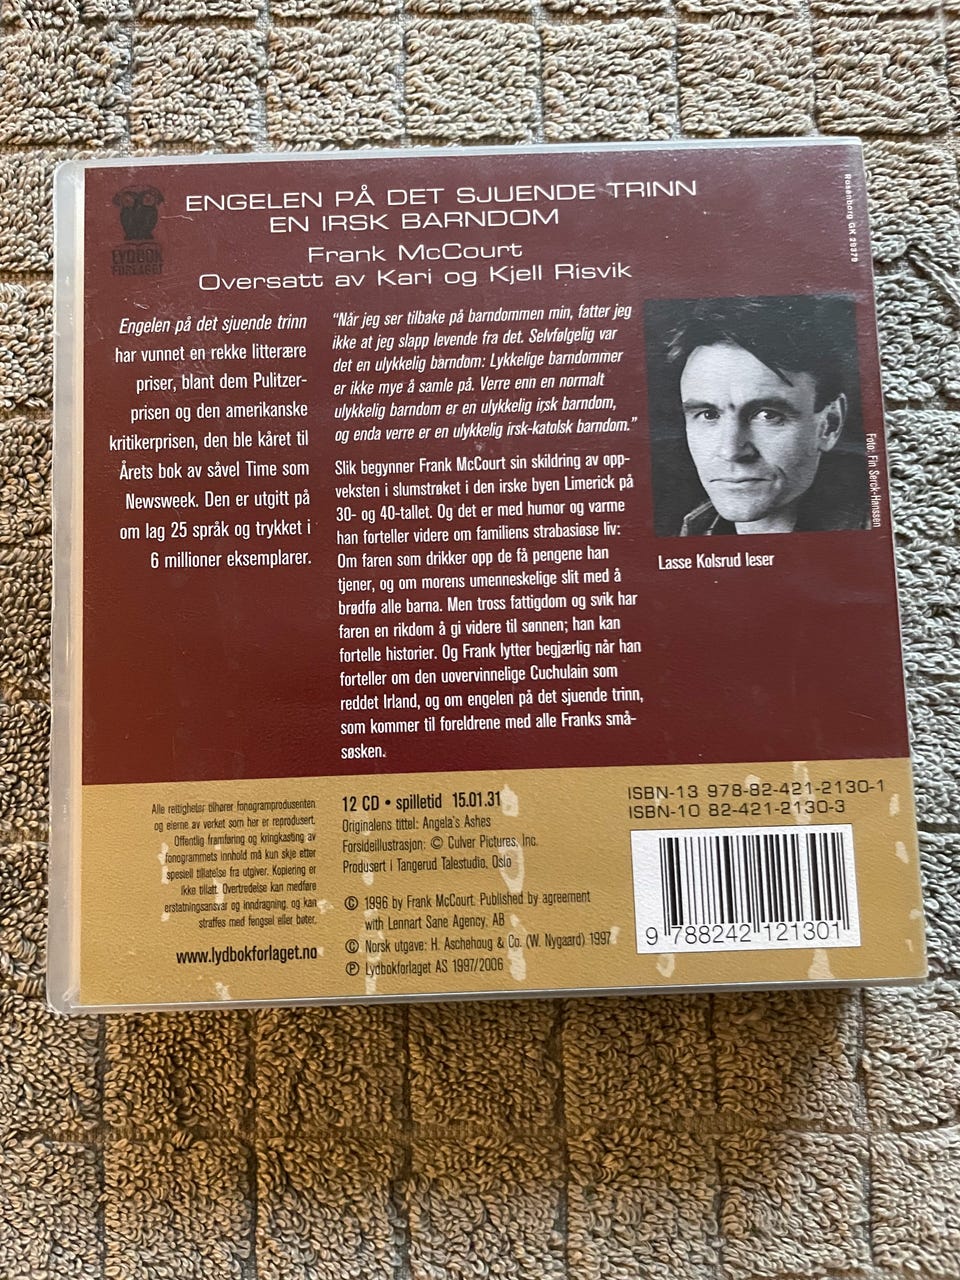 ENGELEN PÅ DET SJUENDE TRINN
EN IRSK BARNDOM
Frank McCourt
Oversatt av Kari og Kjell Risvik
LYDBOK
FORLAGET
Rosenborg GK 29379
Engelen på det sjuende trinn
har vunnet en rekke litterære
priser, blant dem Pulitzer-
prisen og den amerikanske
kritikerprisen, den ble kåret til
Årets bok av såvel Time som
Newsweek. Den er utgitt på
om lag 25 språk og trykket i
6 millioner eksemplarer.
“Når jeg ser tilbake på barndommen min, fatter jeg
ikke at jeg slapp levende fra det. Selvfølgelig var
det en ulykkelig barndom: Lykkelige barndommer
er ikke mye å samle på. Verre enn en normalt
ulykkelig barndom er en ulykkelig irsk barndom,
og enda verre er en ulykkelig irsk-katolsk barndom.”
Slik begynner Frank McCourt sin skildring av opp-
veksten i slumstrøket i den irske byen Limerick på
30- og 40-tallet. Og det er med humor og varme
han forteller videre om familiens strabasiøse liv:
Om faren som drikker opp de få pengene han
tjener, og om morens umenneskelige slit med å
brødfø alle barna. Men tross fattigdom og svik har
faren en rikdom å gi videre til sønnen; han kan
fortelle historier. Og Frank lytter begjærlig når han
forteller om den uovervinnelige Cuchulain som
reddet Irland, og om engelen på det sjuende trinn,
som kommer til foreldrene med alle Franks små-
søsken.
Foto: Fin Serck-Hanssen
Lasse Kolsrud leser
Alle rettigheter tilhører fonogramprodusenten
og eierne av verket som her er reprodusert.
Offentlig framføring og kringkasting av
fonogrammets innhold må kun skje etter
spesiell tillatelse fra utgiver. Kopiering er
ikke tillatt. Overtredelse kan medføre
erstatningsansvar og inndragning, og kan
straffes med fengsel eller bøter.
www.lydbokforlaget.no
12 CD • spilletid 15.01.31
Originalens tittel: Angela's Ashes
Forsideillustrasjon: © Culver Pictures, Inc.
Produsert i Tangerud Talestudio, Oslo
© 1996 by Frank McCourt. Published by agreement
with Lennart Sane Agency, AB
© Norsk utgave: H. Aschehoug & Co. (W. Nygaard) 1997
℗ Lydbokforlaget AS 1997/2006
ISBN-13 978-82-421-2130-1
ISBN-10 82-421-2130-3
9 788242 121301